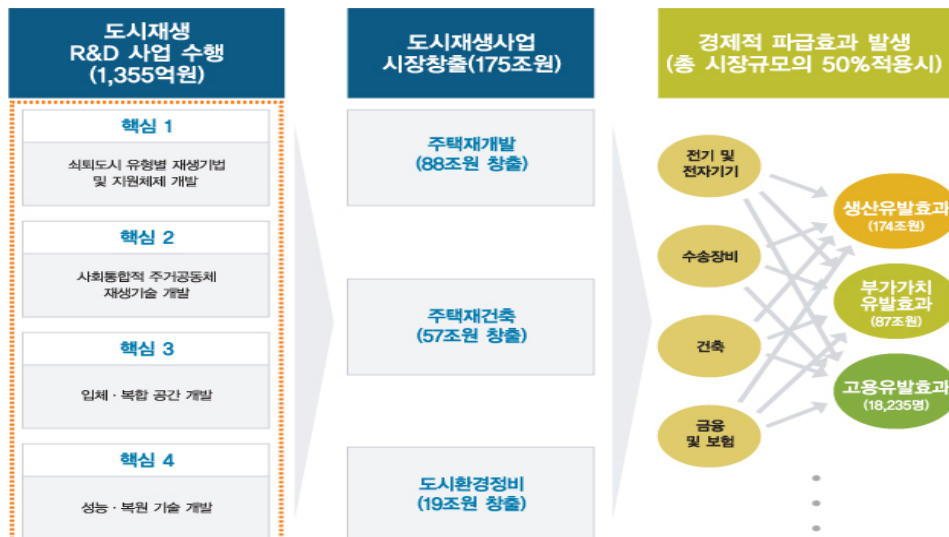 도시재생
R&D 사업 수행
(1,355억원)
핵심 1
쇠퇴도시 유형별 재생기법
및 지원체제 개발
핵심 2
사회통합적 주거공동체
재생기술 개발
핵심 3
입체·복합 공간 개발
핵심 4
성능·복원 기술 개발
도시재생사업
시장창출(175조원)
주택재개발
(88조원 창출)
주택재건축
(57조원 창출)
도시환경정비
(19조원 창출)
경제적 파급효과 발생
(총 시장규모의 50%적용시)
전기 및
전자기기
수송장비
건축
금융
및 보험
생산유발효과
(174조원)
부가가치
유발효과
(87조원)
고용유발효과
(18,235명)